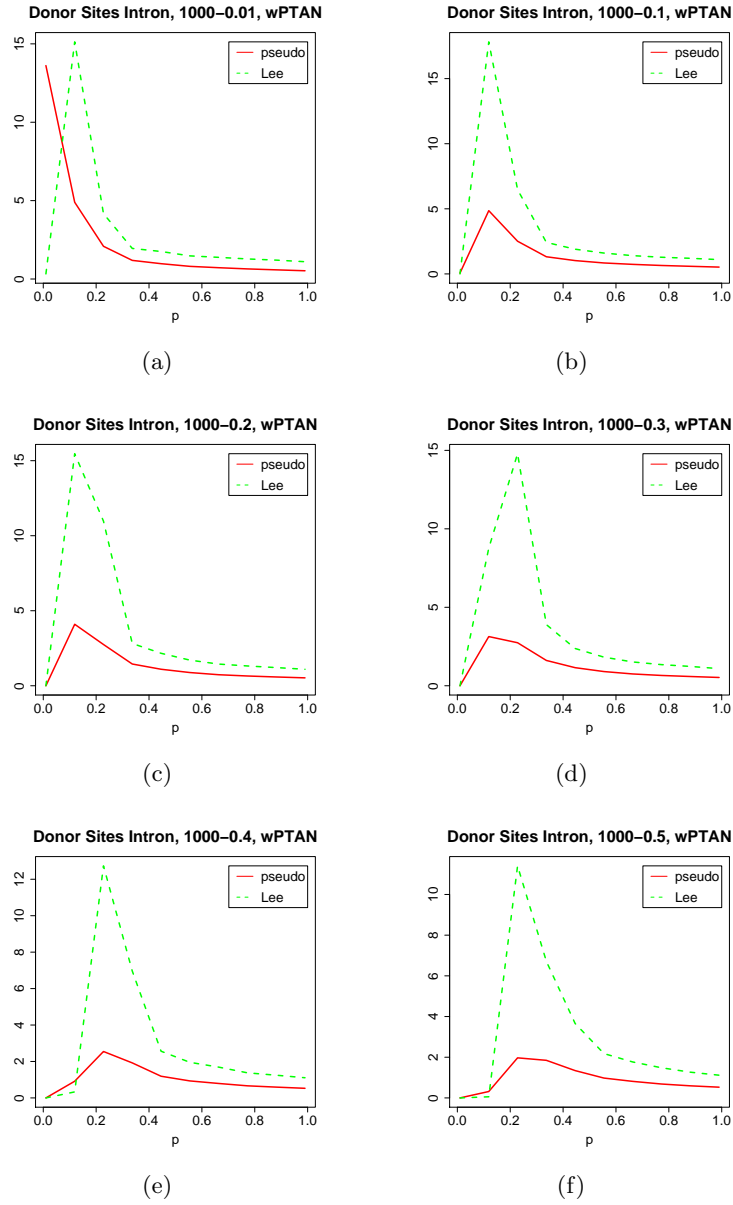 Donor Sites Intron, 1000−0.01, wPTAN
pseudo
Lee
15
10
5
0
0.0 0.2 0.4 0.6 0.8 1.0
p
(a)
Donor Sites Intron, 1000−0.1, wPTAN
pseudo
Lee
15
10
5
0
0.0 0.2 0.4 0.6 0.8 1.0
p
(b)
Donor Sites Intron, 1000−0.2, wPTAN
pseudo
Lee
15
10
5
0
0.0 0.2 0.4 0.6 0.8 1.0
p
(c)
Donor Sites Intron, 1000−0.3, wPTAN
pseudo
Lee
15
10
5
0
0.0 0.2 0.4 0.6 0.8 1.0
p
(d)
Donor Sites Intron, 1000−0.4, wPTAN
pseudo
Lee
12
10
8
6
4
2
0
0.0 0.2 0.4 0.6 0.8 1.0
p
(e)
Donor Sites Intron, 1000−0.5, wPTAN
pseudo
Lee
10
8
6
4
2
0
0.0 0.2 0.4 0.6 0.8 1.0
p
(f)